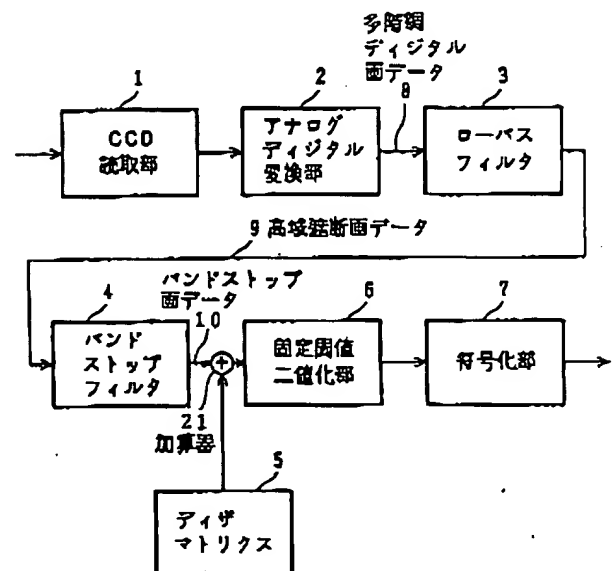 多階調
ディジタル
画データ
1
2
8
3
CCD
読取部
アナログ
ディジタル
変換部
ローパス
フィルタ
9 高域遮断画データ
バンドストップ
画データ
4
10
6
7
バンド
ストップ
フィルタ
+
固定閾値
二値化部
符号化部
21
加算器
5
ディザ
マトリクス